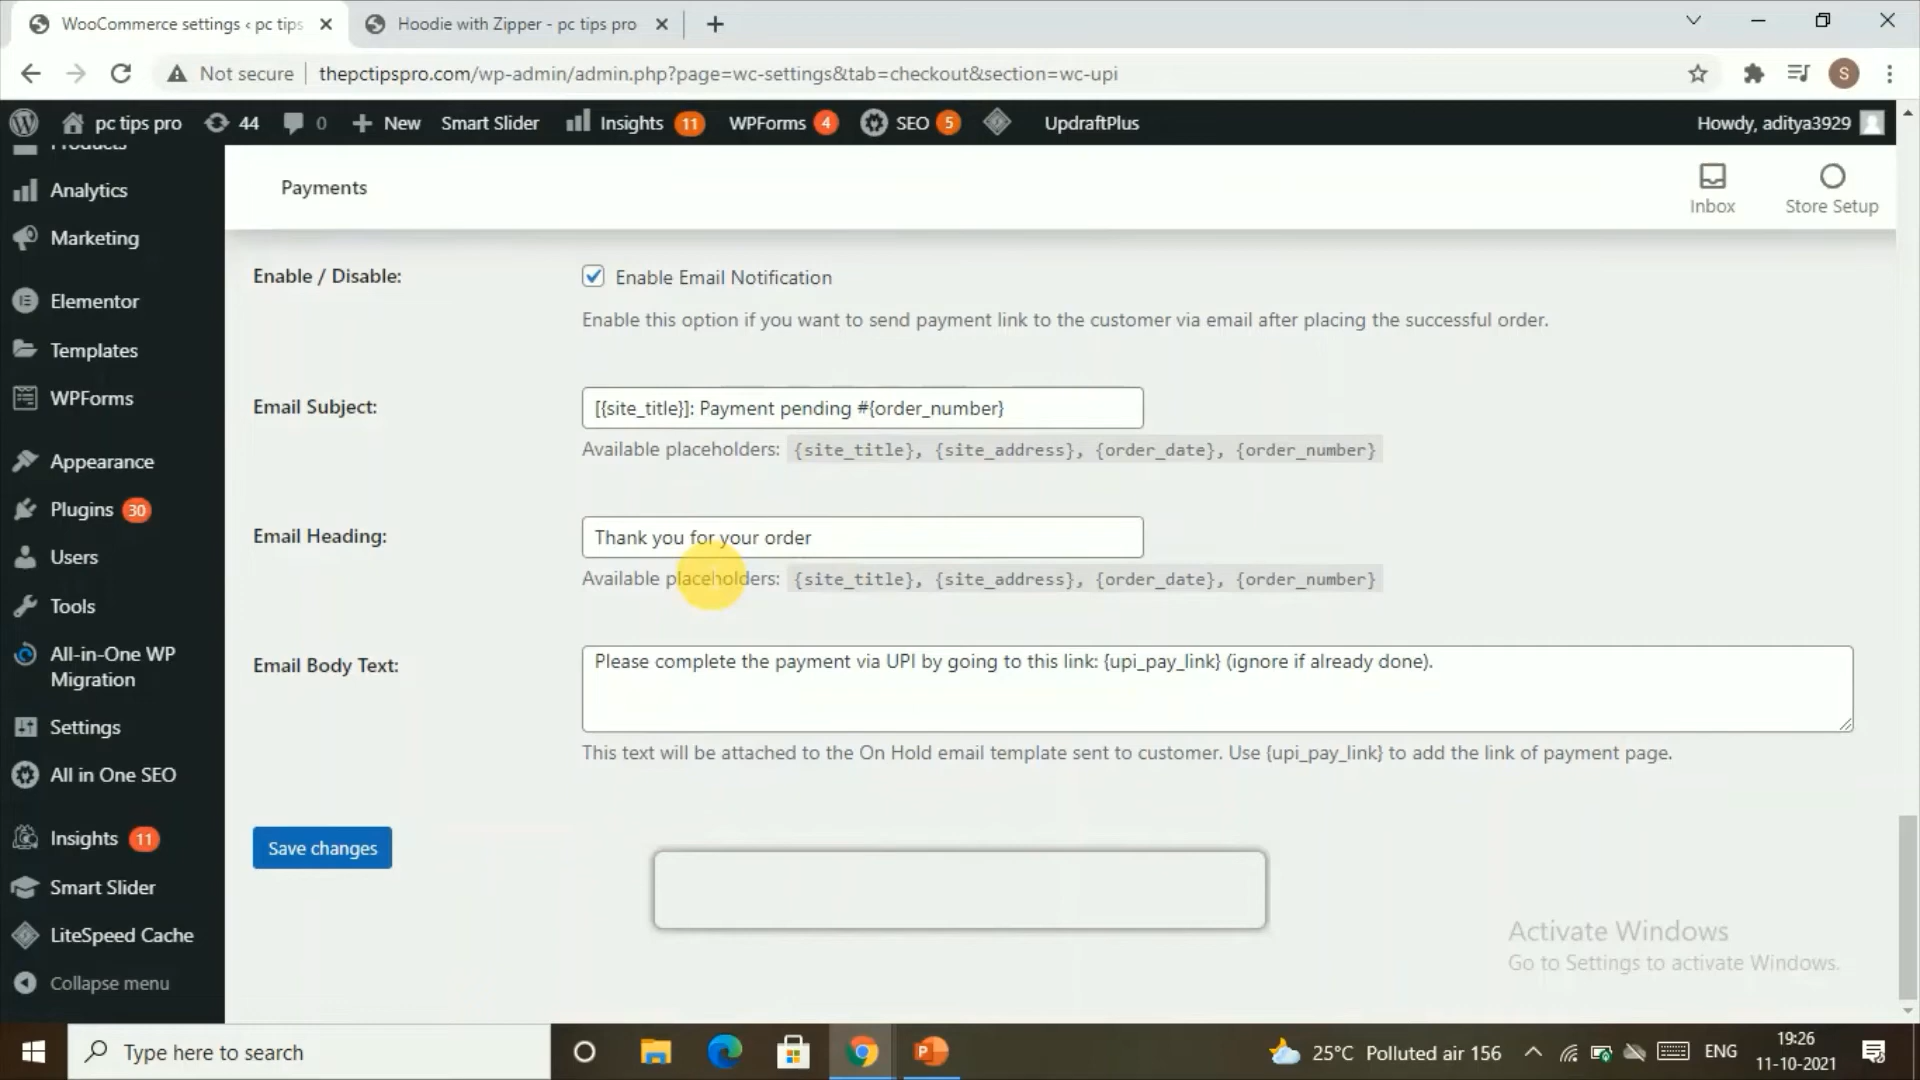 WooCommerce settings ‹ pc tips
Hoodie with Zipper - pc tips pro
Not secure
thepctipspro.com/wp-admin/admin.php?page=wc-settings&tab=checkout&section=wc-upi
S
pc tips pro
44
0
New
Smart Slider
Insights 11
WPForms 4
SEO 5
UpdraftPlus
Howdy, aditya3929
Products
Analytics
Marketing
Elementor
Templates
WPForms
Appearance
Plugins 30
Users
Tools
All-in-One WP
Migration
Settings
All in One SEO
Insights 11
Smart Slider
LiteSpeed Cache
Collapse menu
Payments
Inbox
Store Setup
Enable / Disable:
Enable Email Notification
Enable this option if you want to send payment link to the customer via email after placing the successful order.
Email Subject:
[{site_title}]: Payment pending #{order_number}
Available placeholders: {site_title}, {site_address}, {order_date}, {order_number}
Email Heading:
Thank you for your order
Available placeholders: {site_title}, {site_address}, {order_date}, {order_number}
Email Body Text:
Please complete the payment via UPI by going to this link: {upi_pay_link} (ignore if already done).
This text will be attached to the On Hold email template sent to customer. Use {upi_pay_link} to add the link of payment page.
Save changes
Activate Windows
Go to Settings to activate Windows.
Type here to search
P
25°C Polluted air 156
ENG
19:26
11-10-2021